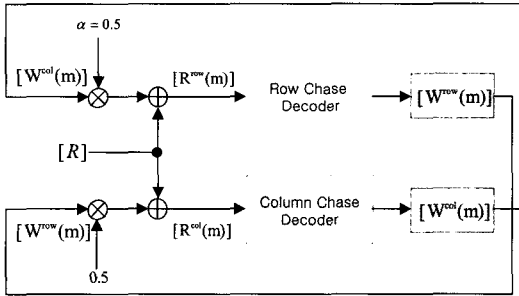 α = 0.5
[W^col(m)]
[R^row(m)]
Row Chase
Decoder
[W^row(m)]
[R]
[W^row(m)]
[R^col(m)]
Column Chase
Decoder
[W^col(m)]
0.5